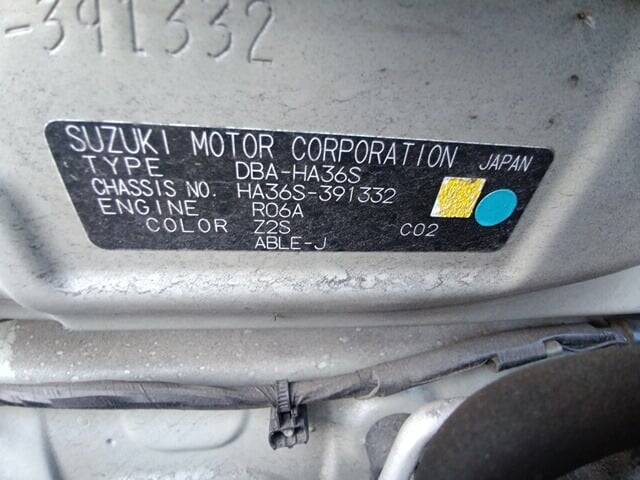 -391332
SUZUKI MOTOR CORPORATION JAPAN
TYPE DBA-HA36S
CHASSIS NO. HA36S-391332
ENGINE R06A
COLOR Z2S C02
ABLE-J